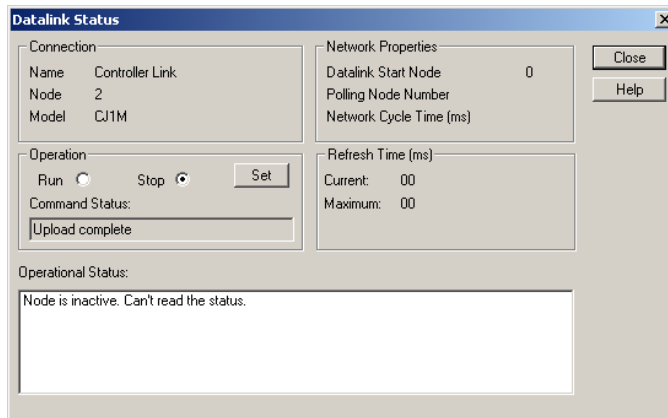 Datalink Status
Connection
Name Controller Link
Node 2
Model CJ1M
Network Properties
Datalink Start Node 0
Polling Node Number
Network Cycle Time (ms)
Close
Help
Operation
Run Stop Set
Command Status:
Upload complete
Refresh Time (ms)
Current: 00
Maximum: 00
Operational Status:
Node is inactive. Can't read the status.